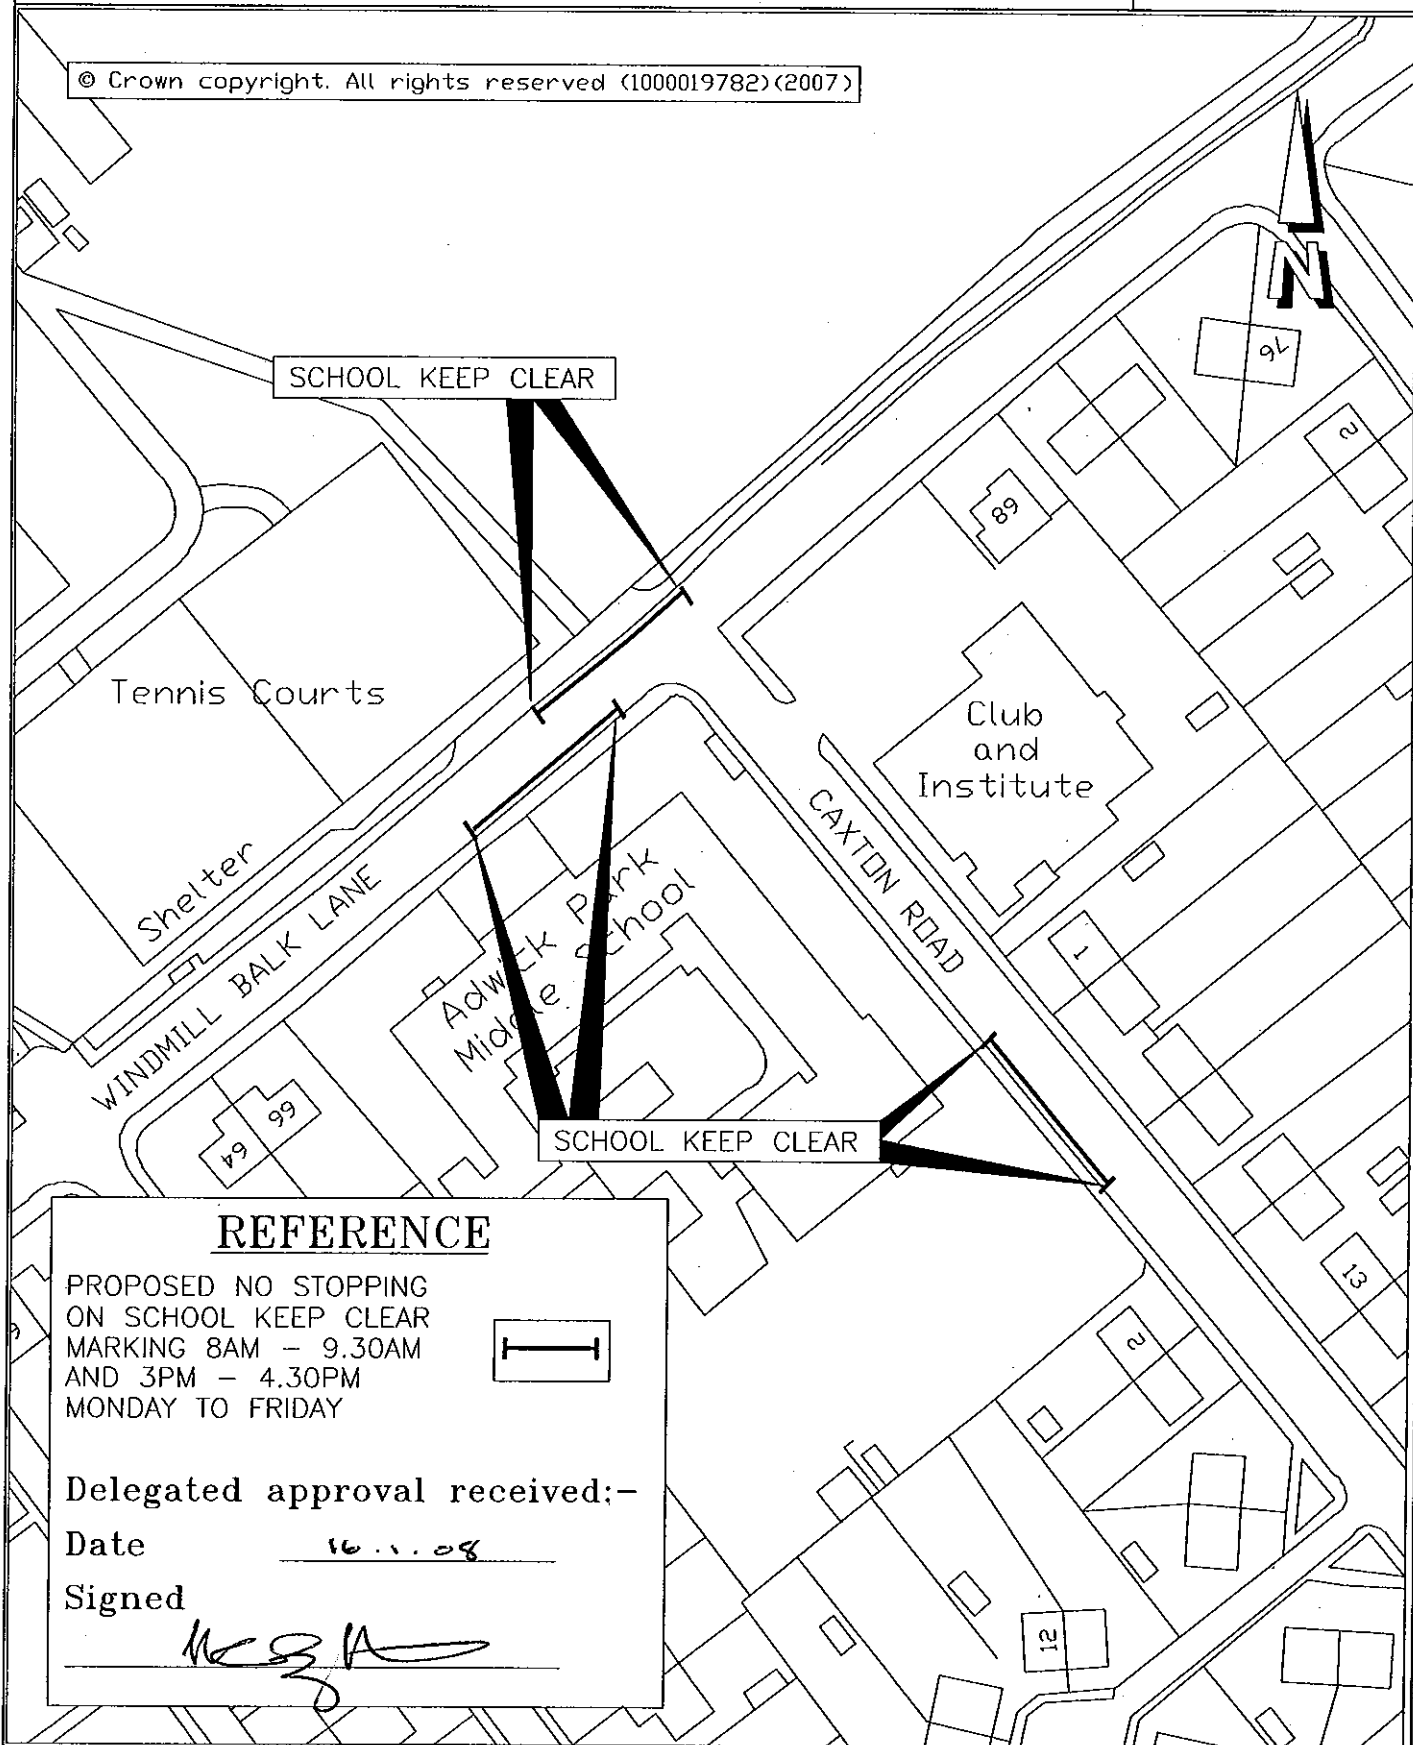 © Crown copyright. All rights reserved (1000019782)(2007)
N
SCHOOL KEEP CLEAR
76
2
89
Tennis Courts
Club
and
Institute
CAXTON ROAD
Shelter
WINDMILL BALK LANE
Adwick Park
Middle School
1
64
66
SCHOOL KEEP CLEAR
13
2
12
REFERENCE
PROPOSED NO STOPPING
ON SCHOOL KEEP CLEAR
MARKING 8AM – 9.30AM
AND 3PM – 4.30PM
MONDAY TO FRIDAY
Delegated approval received:-
Date 16.1.08
Signed